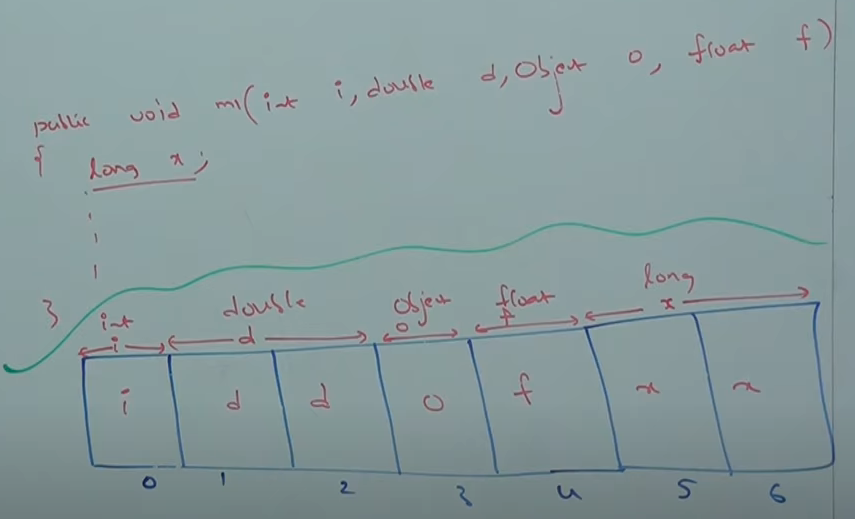 public void m1(int i, double d, Object o, float f)
{ long x;
}
int double object float long
i d o f x
i d d o f x x
0 1 2 3 4 5 6